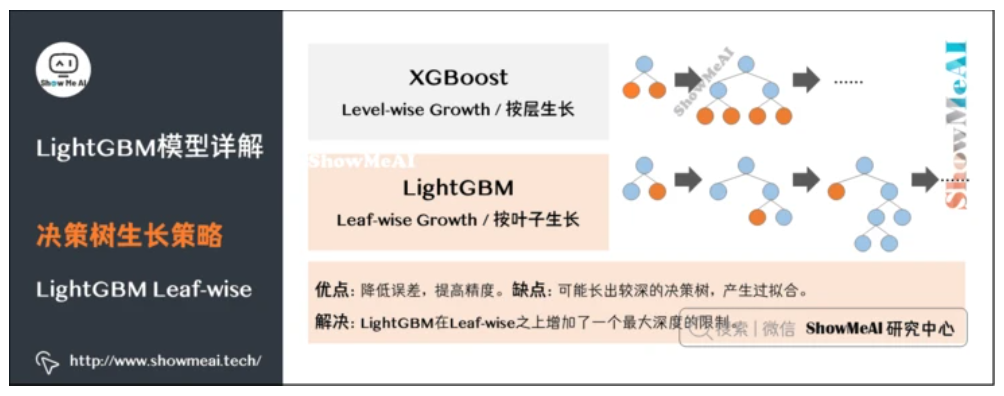 AI
Show Me AI
LightGBM模型详解
决策树生长策略
LightGBM Leaf-wise
http://www.showmeai.tech/
XGBoost
Level-wise Growth / 按层生长
ShowMeAI
LightGBM
Leaf-wise Growth / 按叶子生长
ShowMeAI
......
......
ShowMeAI
优点: 降低误差，提高精度。缺点: 可能长出较深的决策树，产生过拟合。
解决: LightGBM在Leaf-wise之上增加了一个最大深度的限制。
搜索 | 微信 ShowMeAI 研究中心